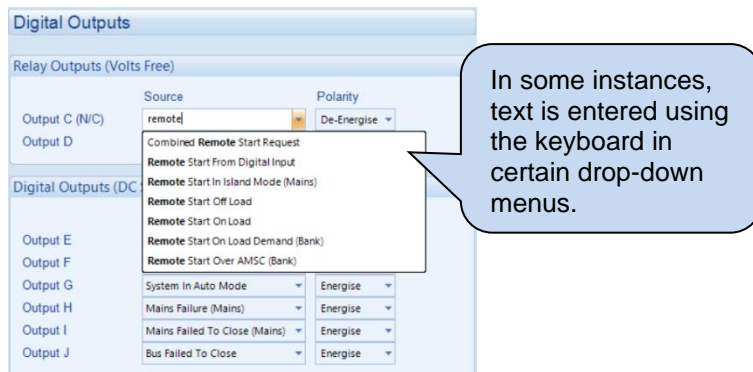 Digital Outputs
Relay Outputs (Volts Free)
Source Polarity
Output C (N/C) remote De-Energise
Output D
Combined Remote Start Request
Remote Start From Digital Input
Remote Start In Island Mode (Mains)
Remote Start Off Load
Remote Start On Load
Remote Start On Load Demand (Bank)
Remote Start Over AMSC (Bank)
Digital Outputs (DC
Output E
Output F
Output G System In Auto Mode Energise
Output H Mains Failure (Mains) Energise
Output I Mains Failed To Close (Mains) Energise
Output J Bus Failed To Close Energise
In some instances,
text is entered using
the keyboard in
certain drop-down
menus.